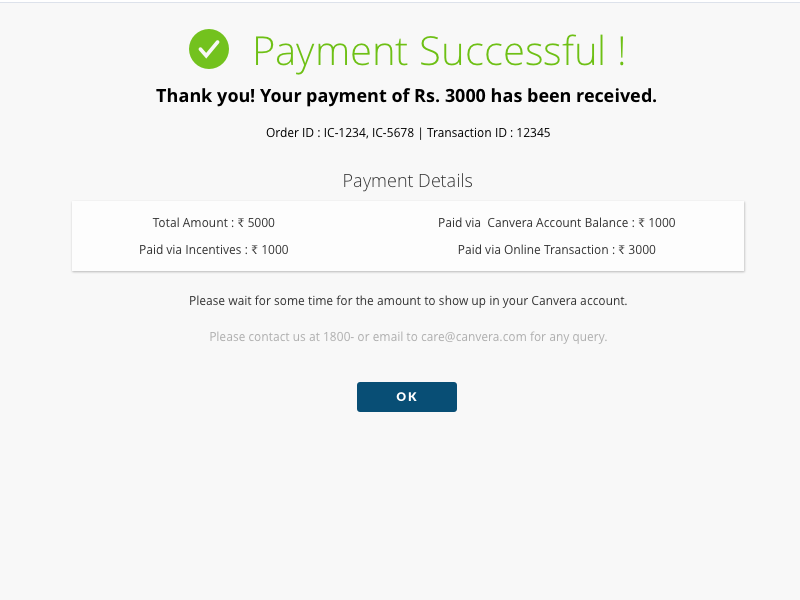 Payment Successful !
Thank you! Your payment of Rs. 3000 has been received.
Order ID : IC-1234, IC-5678 | Transaction ID : 12345
Payment Details
Total Amount : ₹ 5000
Paid via  Canvera Account Balance : ₹ 1000
Paid via Incentives : ₹ 1000
Paid via Online Transaction : ₹ 3000
Please wait for some time for the amount to show up in your Canvera account.
Please contact us at 1800- or email to care@canvera.com for any query.
OK